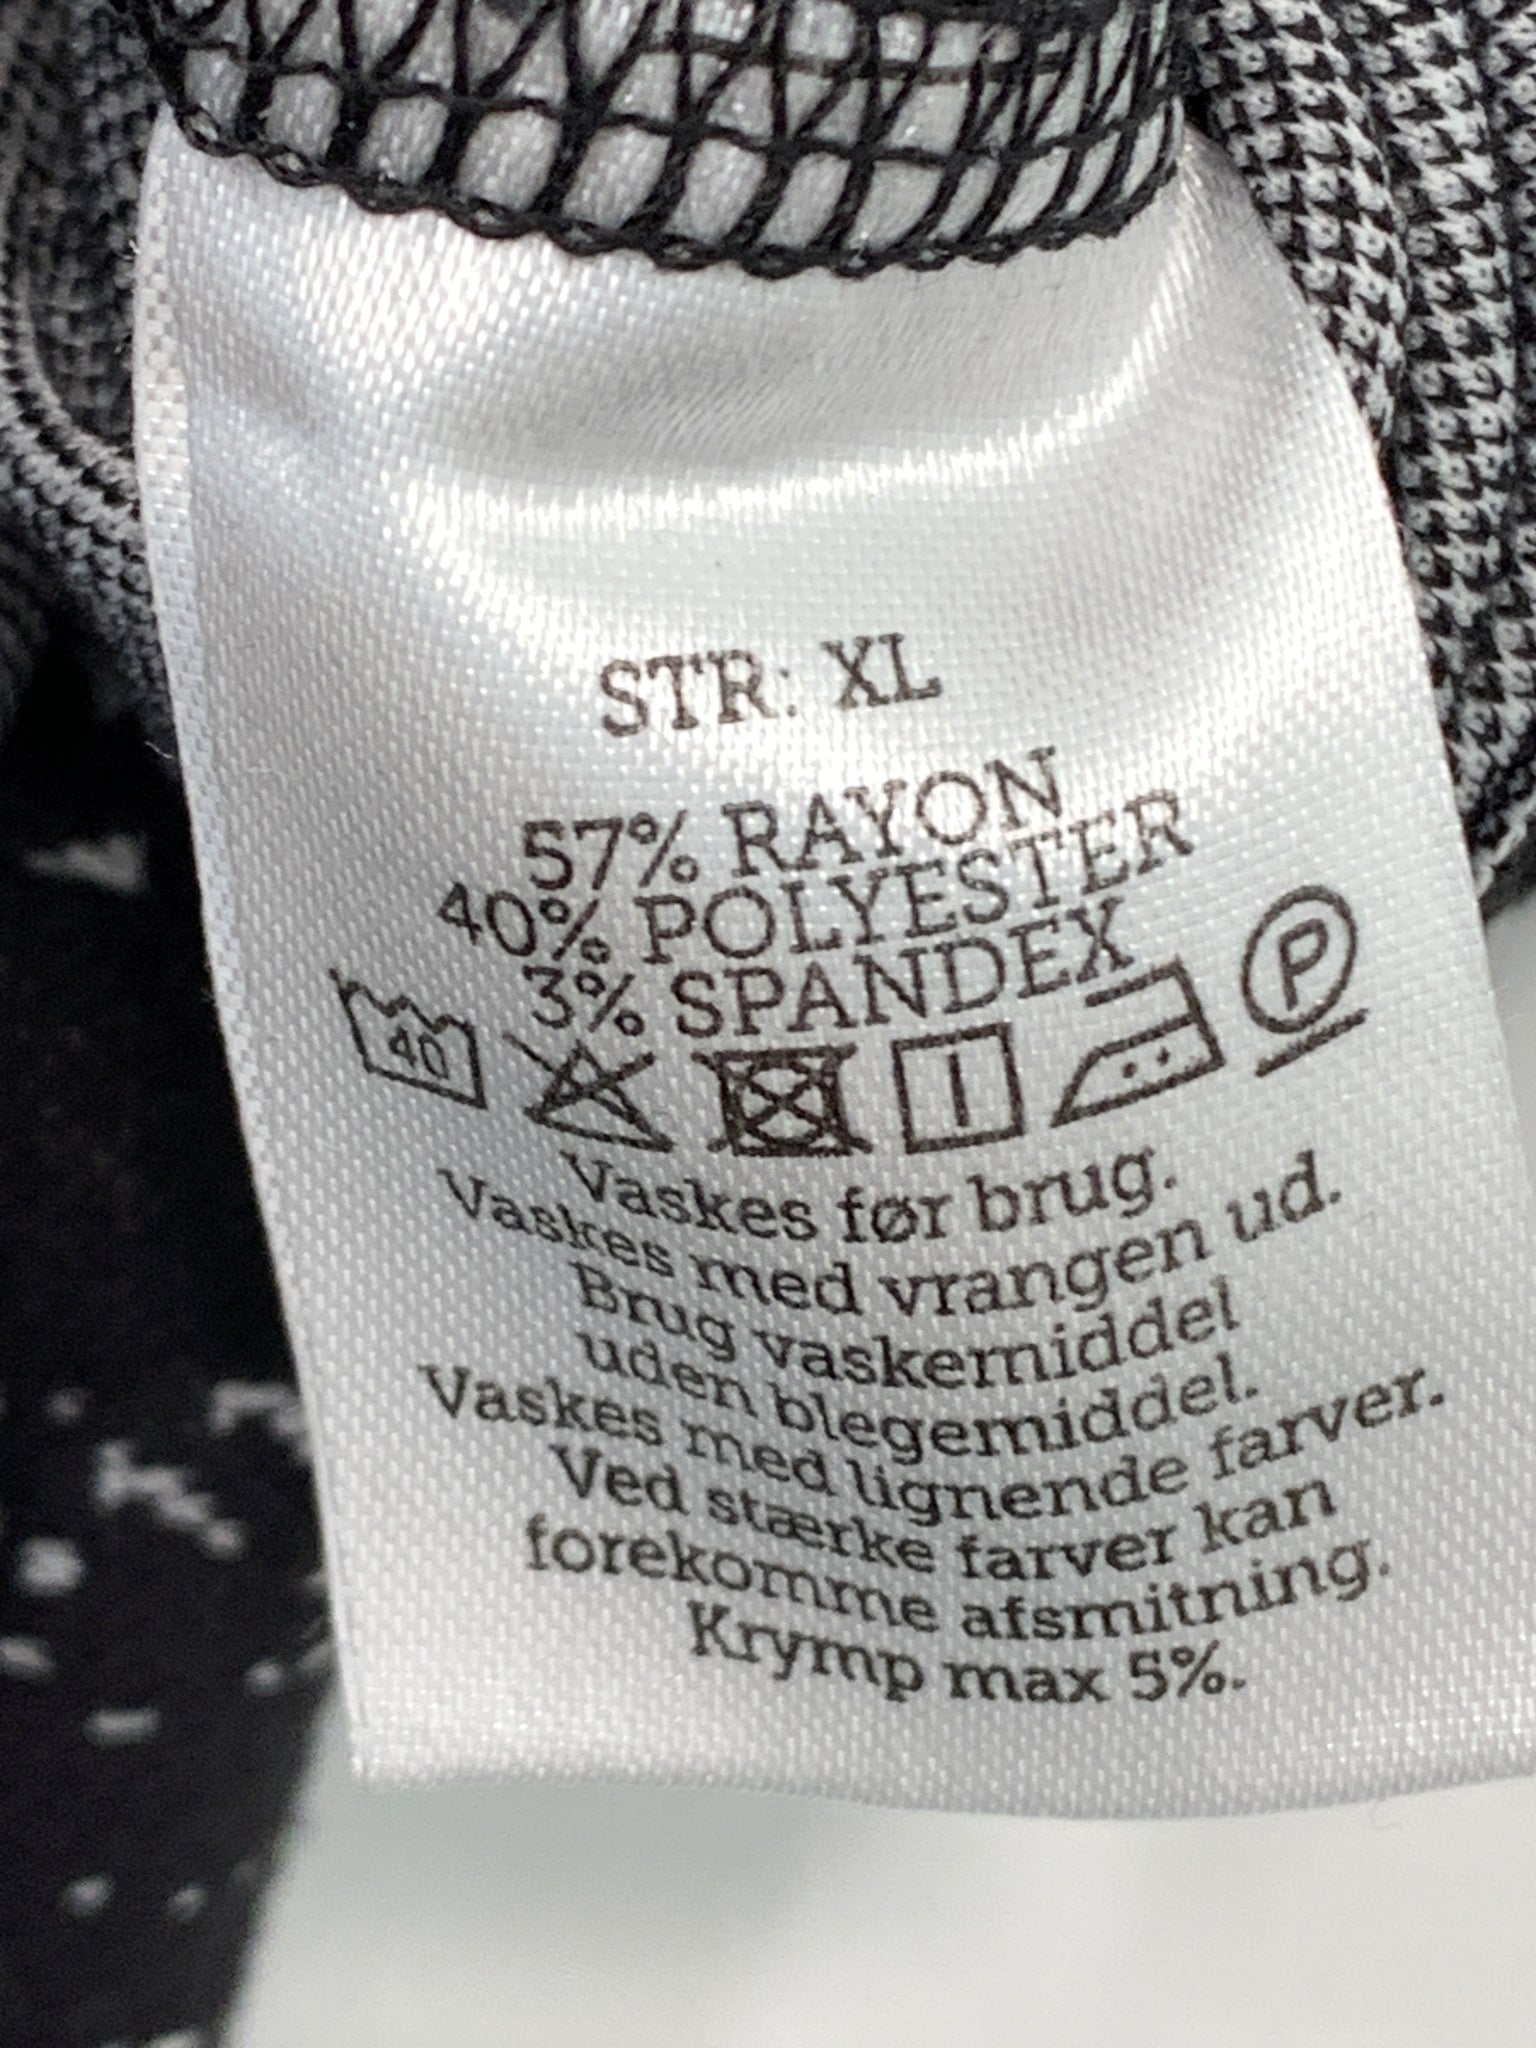 STR: XL
57% RAYON
40% POLYESTER
3% SPANDEX
40 P
Vaskes før brug.
Vaskes med vrangen ud.
Brug vaskemiddel
uden blegemiddel.
Vaskes med lignende farver.
Ved stærke farver kan
forekomme afsmitning.
Krymp max 5%.